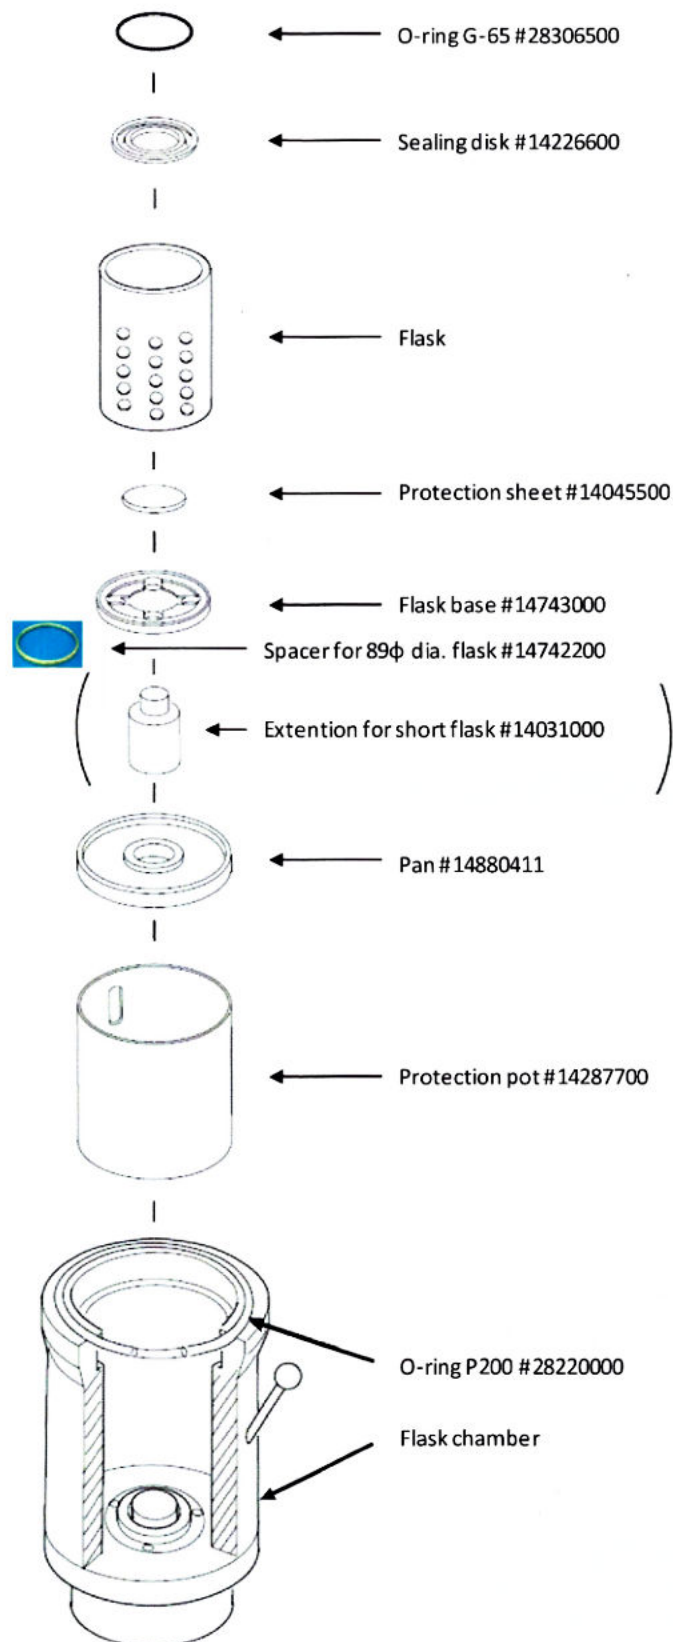 O-ring G-65 #28306500
Sealing disk #14226600
Flask
Protection sheet #14045500
Flask base #14743000
Spacer for 89ϕ dia. flask #14742200
Extention for short flask #14031000
Pan #14880411
Protection pot #14287700
O-ring P200 #28220000
Flask chamber